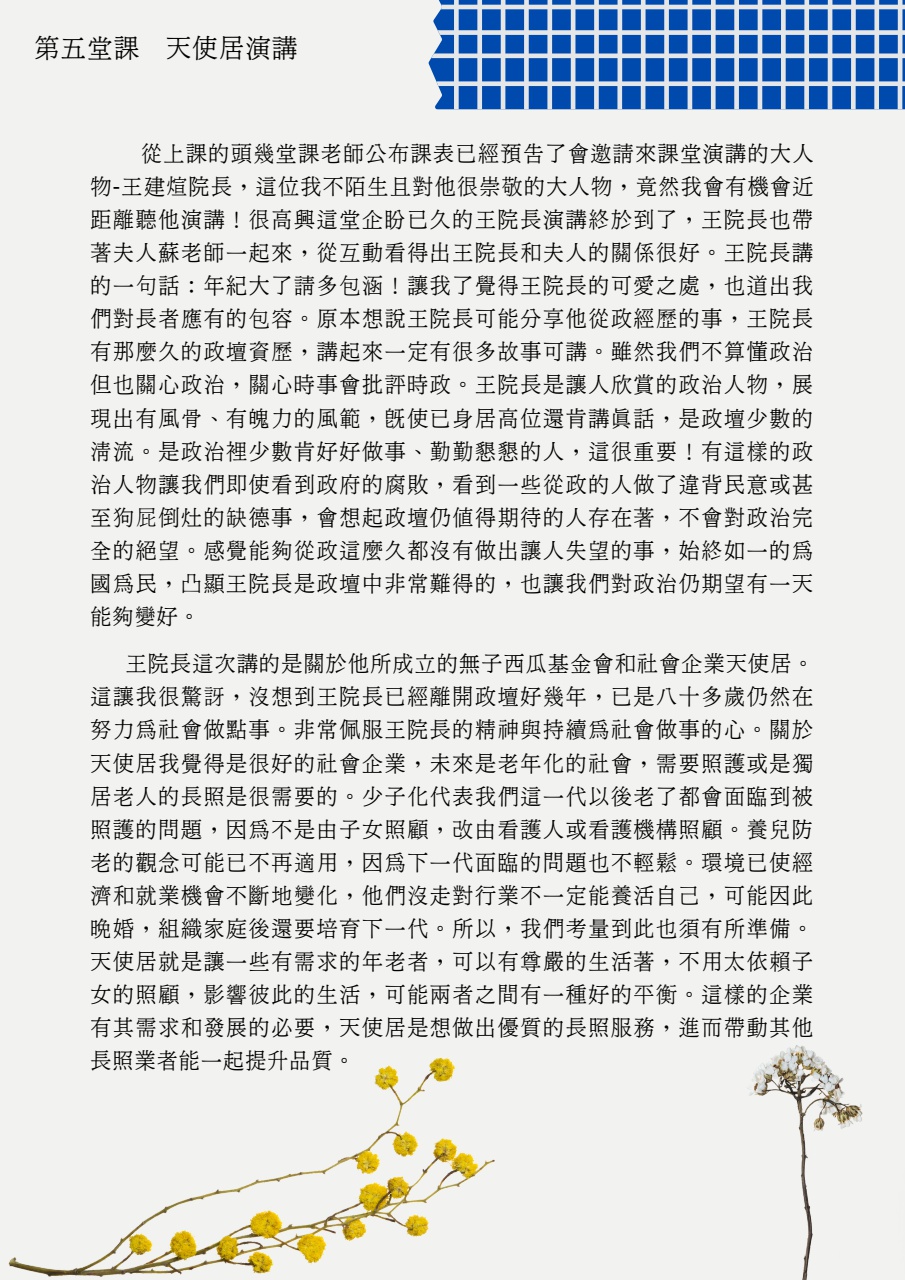 第五堂課　天使居演講
從上課的頭幾堂課老師公布課表已經預告了會邀請來課堂演講的大人
物-王建煊院長，這位我不陌生且對他很崇敬的大人物，竟然我會有機會近
距離聽他演講！很高興這堂企盼已久的王院長演講終於到了，王院長也帶
著夫人蘇老師一起來，從互動看得出王院長和夫人的關係很好。王院長講
的一句話：年紀大了請多包涵！讓我了覺得王院長的可愛之處，也道出我
們對長者應有的包容。原本想說王院長可能分享他從政經歷的事，王院長
有那麼久的政壇資歷，講起來一定有很多故事可講。雖然我們不算懂政治
但也關心政治，關心時事會批評時政。王院長是讓人欣賞的政治人物，展
現出有風骨、有魄力的風範，旣使已身居高位還肯講眞話，是政壇少數的
淸流。是政治裡少數肯好好做事、勤勤懇懇的人，這很重要！有這樣的政
治人物讓我們即使看到政府的腐敗，看到一些從政的人做了違背民意或甚
至狗屁倒灶的缺德事，會想起政壇仍值得期待的人存在著，不會對政治完
全的絕望。感覺能夠從政這麼久都沒有做出讓人失望的事，始終如一的爲
國爲民，凸顯王院長是政壇中非常難得的，也讓我們對政治仍期望有一天
能夠變好。
王院長這次講的是關於他所成立的無子西瓜基金會和社會企業天使居。
這讓我很驚訝，沒想到王院長已經離開政壇好幾年，已是八十多歲仍然在
努力爲社會做點事。非常佩服王院長的精神與持續爲社會做事的心。關於
天使居我覺得是很好的社會企業，未來是老年化的社會，需要照護或是獨
居老人的長照是很需要的。少子化代表我們這一代以後老了都會面臨到被
照護的問題，因爲不是由子女照顧，改由看護人或看護機構照顧。養兒防
老的觀念可能已不再適用，因爲下一代面臨的問題也不輕鬆。環境已使經
濟和就業機會不斷地變化，他們沒走對行業不一定能養活自己，可能因此
晚婚，組織家庭後還要培育下一代。所以，我們考量到此也須有所準備。
天使居就是讓一些有需求的年老者，可以有尊嚴的生活著，不用太依賴子
女的照顧，影響彼此的生活，可能兩者之間有一種好的平衡。這樣的企業
有其需求和發展的必要，天使居是想做出優質的長照服務，進而帶動其他
長照業者能一起提升品質。